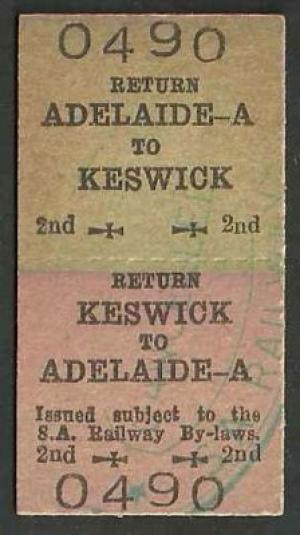 0490
RETURN
ADELAIDE–A
TO
KESWICK
2nd 2nd
RETURN
KESWICK
TO
ADELAIDE–A
Issued subject to the
S.A. Railway By-laws.
2nd 2nd
0490